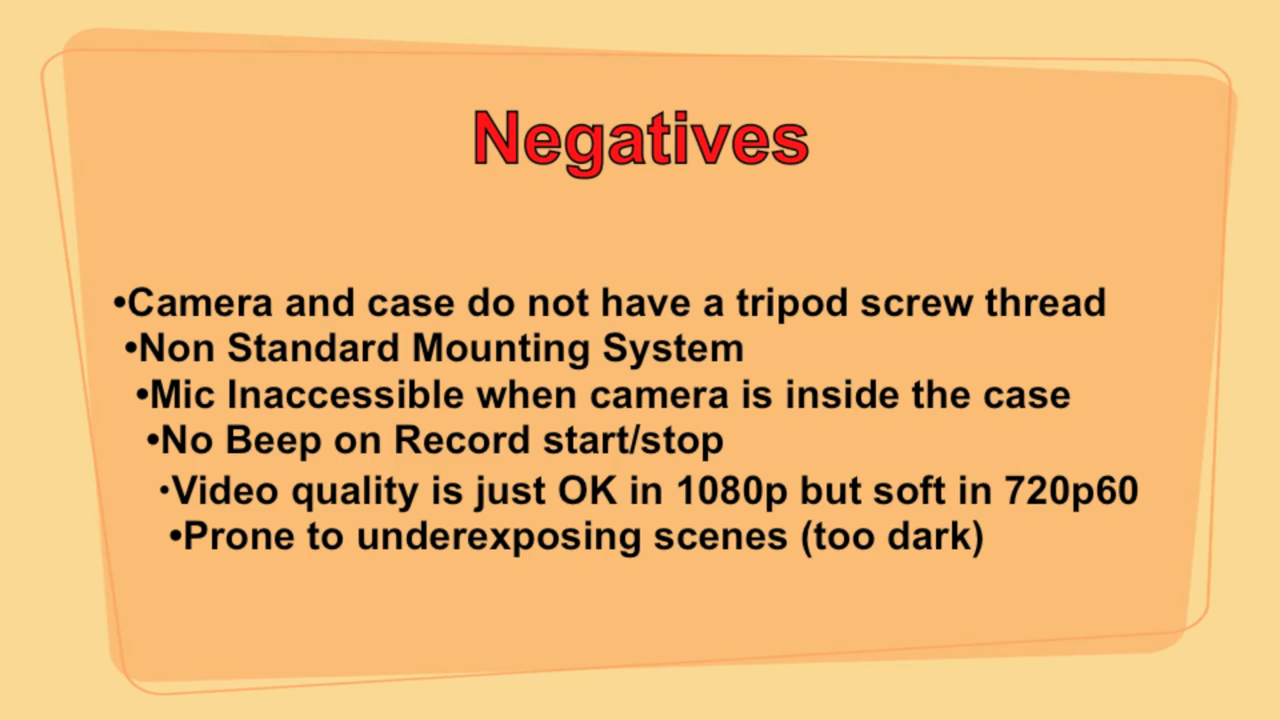 Negatives
•Camera and case do not have a tripod screw thread
•Non Standard Mounting System
•Mic Inaccessible when camera is inside the case
•No Beep on Record start/stop
•Video quality is just OK in 1080p but soft in 720p60
•Prone to underexposing scenes (too dark)